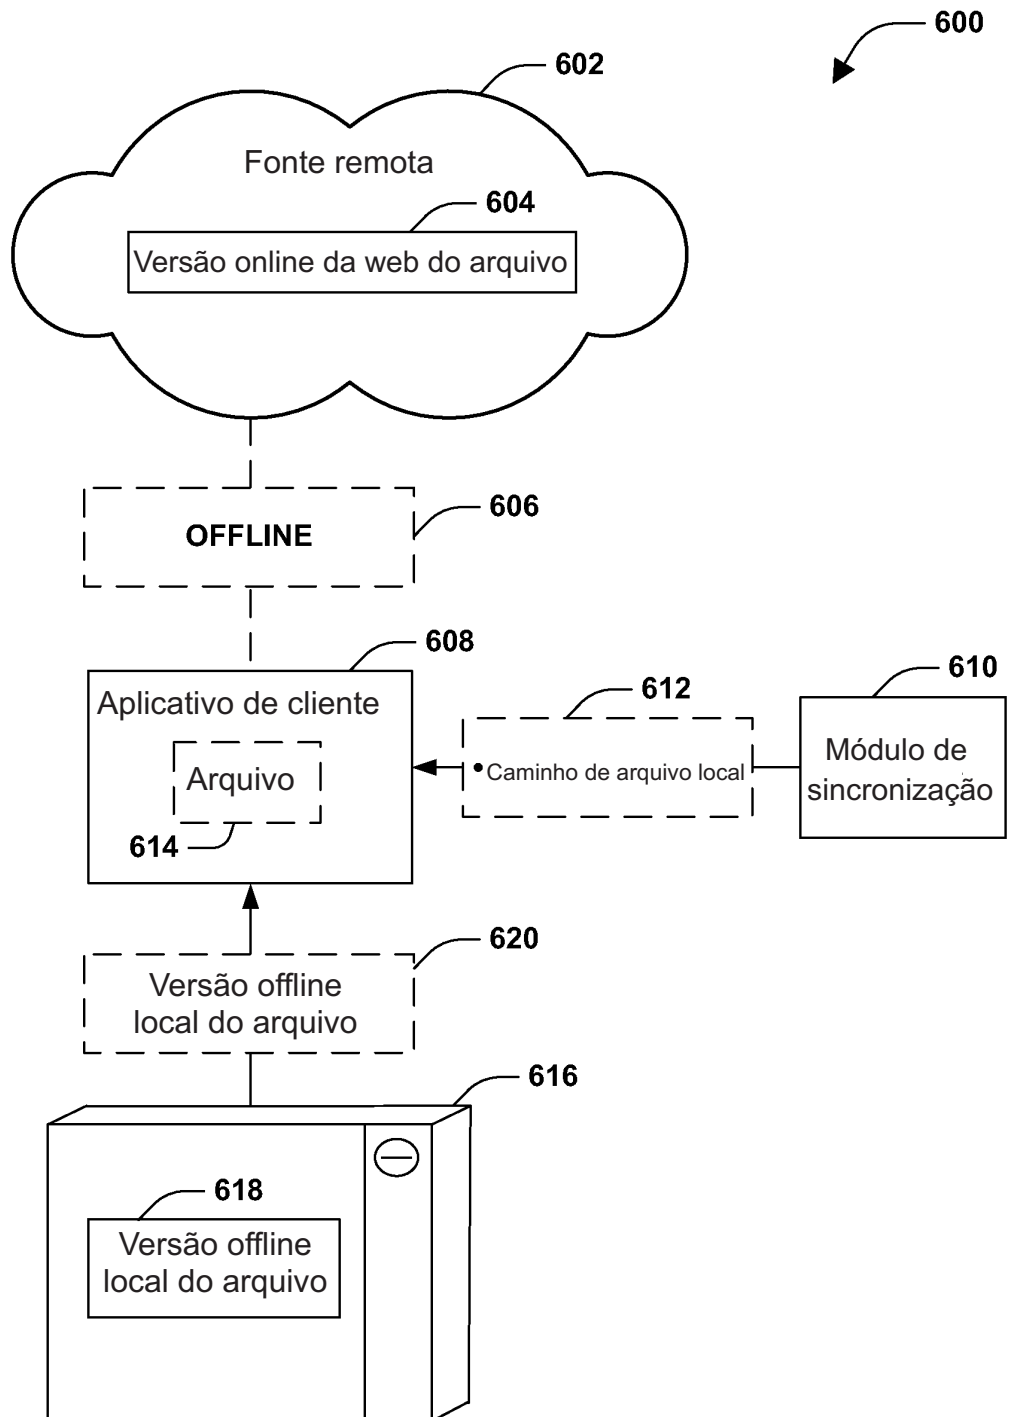 600
602
Fonte remota
604
Versão online da web do arquivo
606
OFFLINE
608
Aplicativo de cliente
610
612
Arquivo
614
•Caminho de arquivo local
Módulo de
sincronização
620
Versão offline
local do arquivo
616
618
Versão offline
local do arquivo